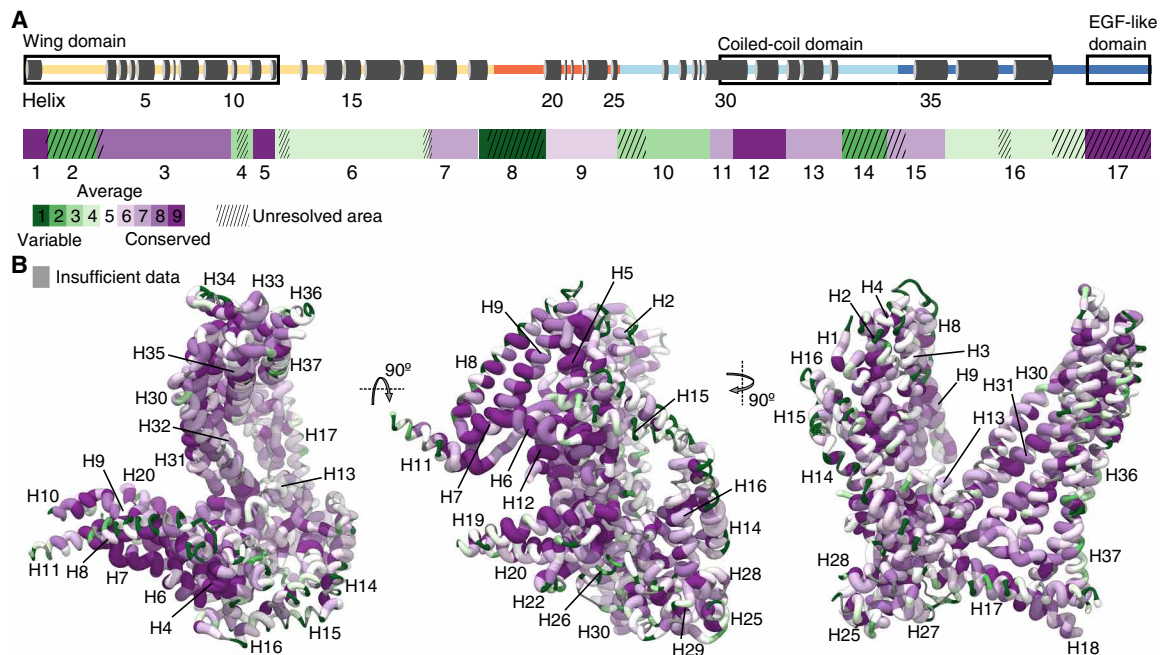 A
Wing domain
Coiled-coil domain
EGF-like
domain
Helix 5 10 15 20 25 30 35
1 2 3 4 5 6 7 8 9 10 11 12 13 14 15 16 17
Average
1 2 3 4 5 6 7 8 9 Unresolved area
Variable Conserved
B
Insufficient data
H34 H33 H36
H35
H37
H30
H32
H17
H31
H9
H20
H13
H10
H11 H8 H7
H14
H6
H15
H4
H16
90º
H5
H9
H2
H8
H15
H11
H7
H6
H12
H16
H19
H14
H20
H28
H22
H26
H25
H30
H29
90º
H4
H2
H1
H8
H16
H3
H9
H30
H31
H15
H13
H14
H36
H28
H37
H17
H25
H27
H18